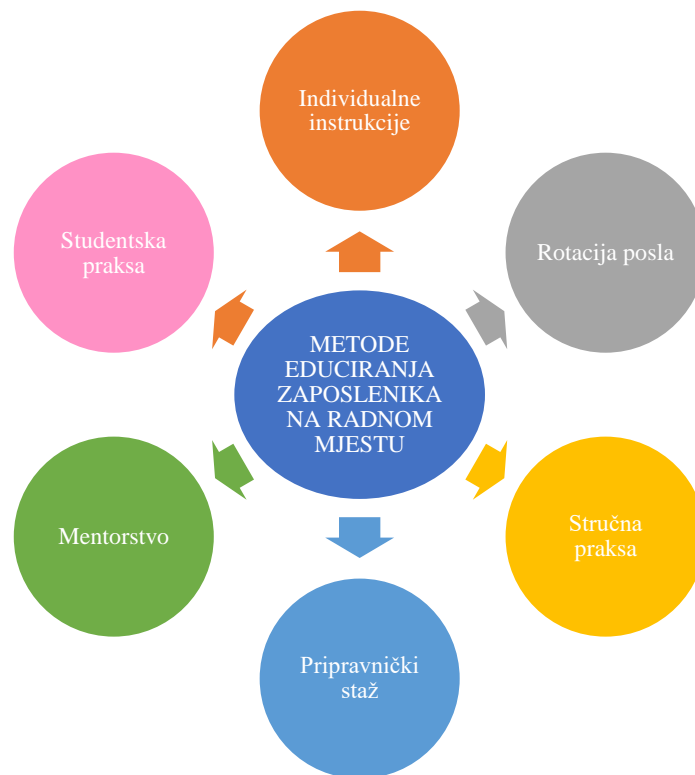 Individualne
instrukcije
Studentska
praksa
Rotacija posla
METODE
EDUCIRANJA
ZAPOSLENIKA
NA RADNOM
MJESTU
Mentorstvo
Stručna
praksa
Pripravnički
staž